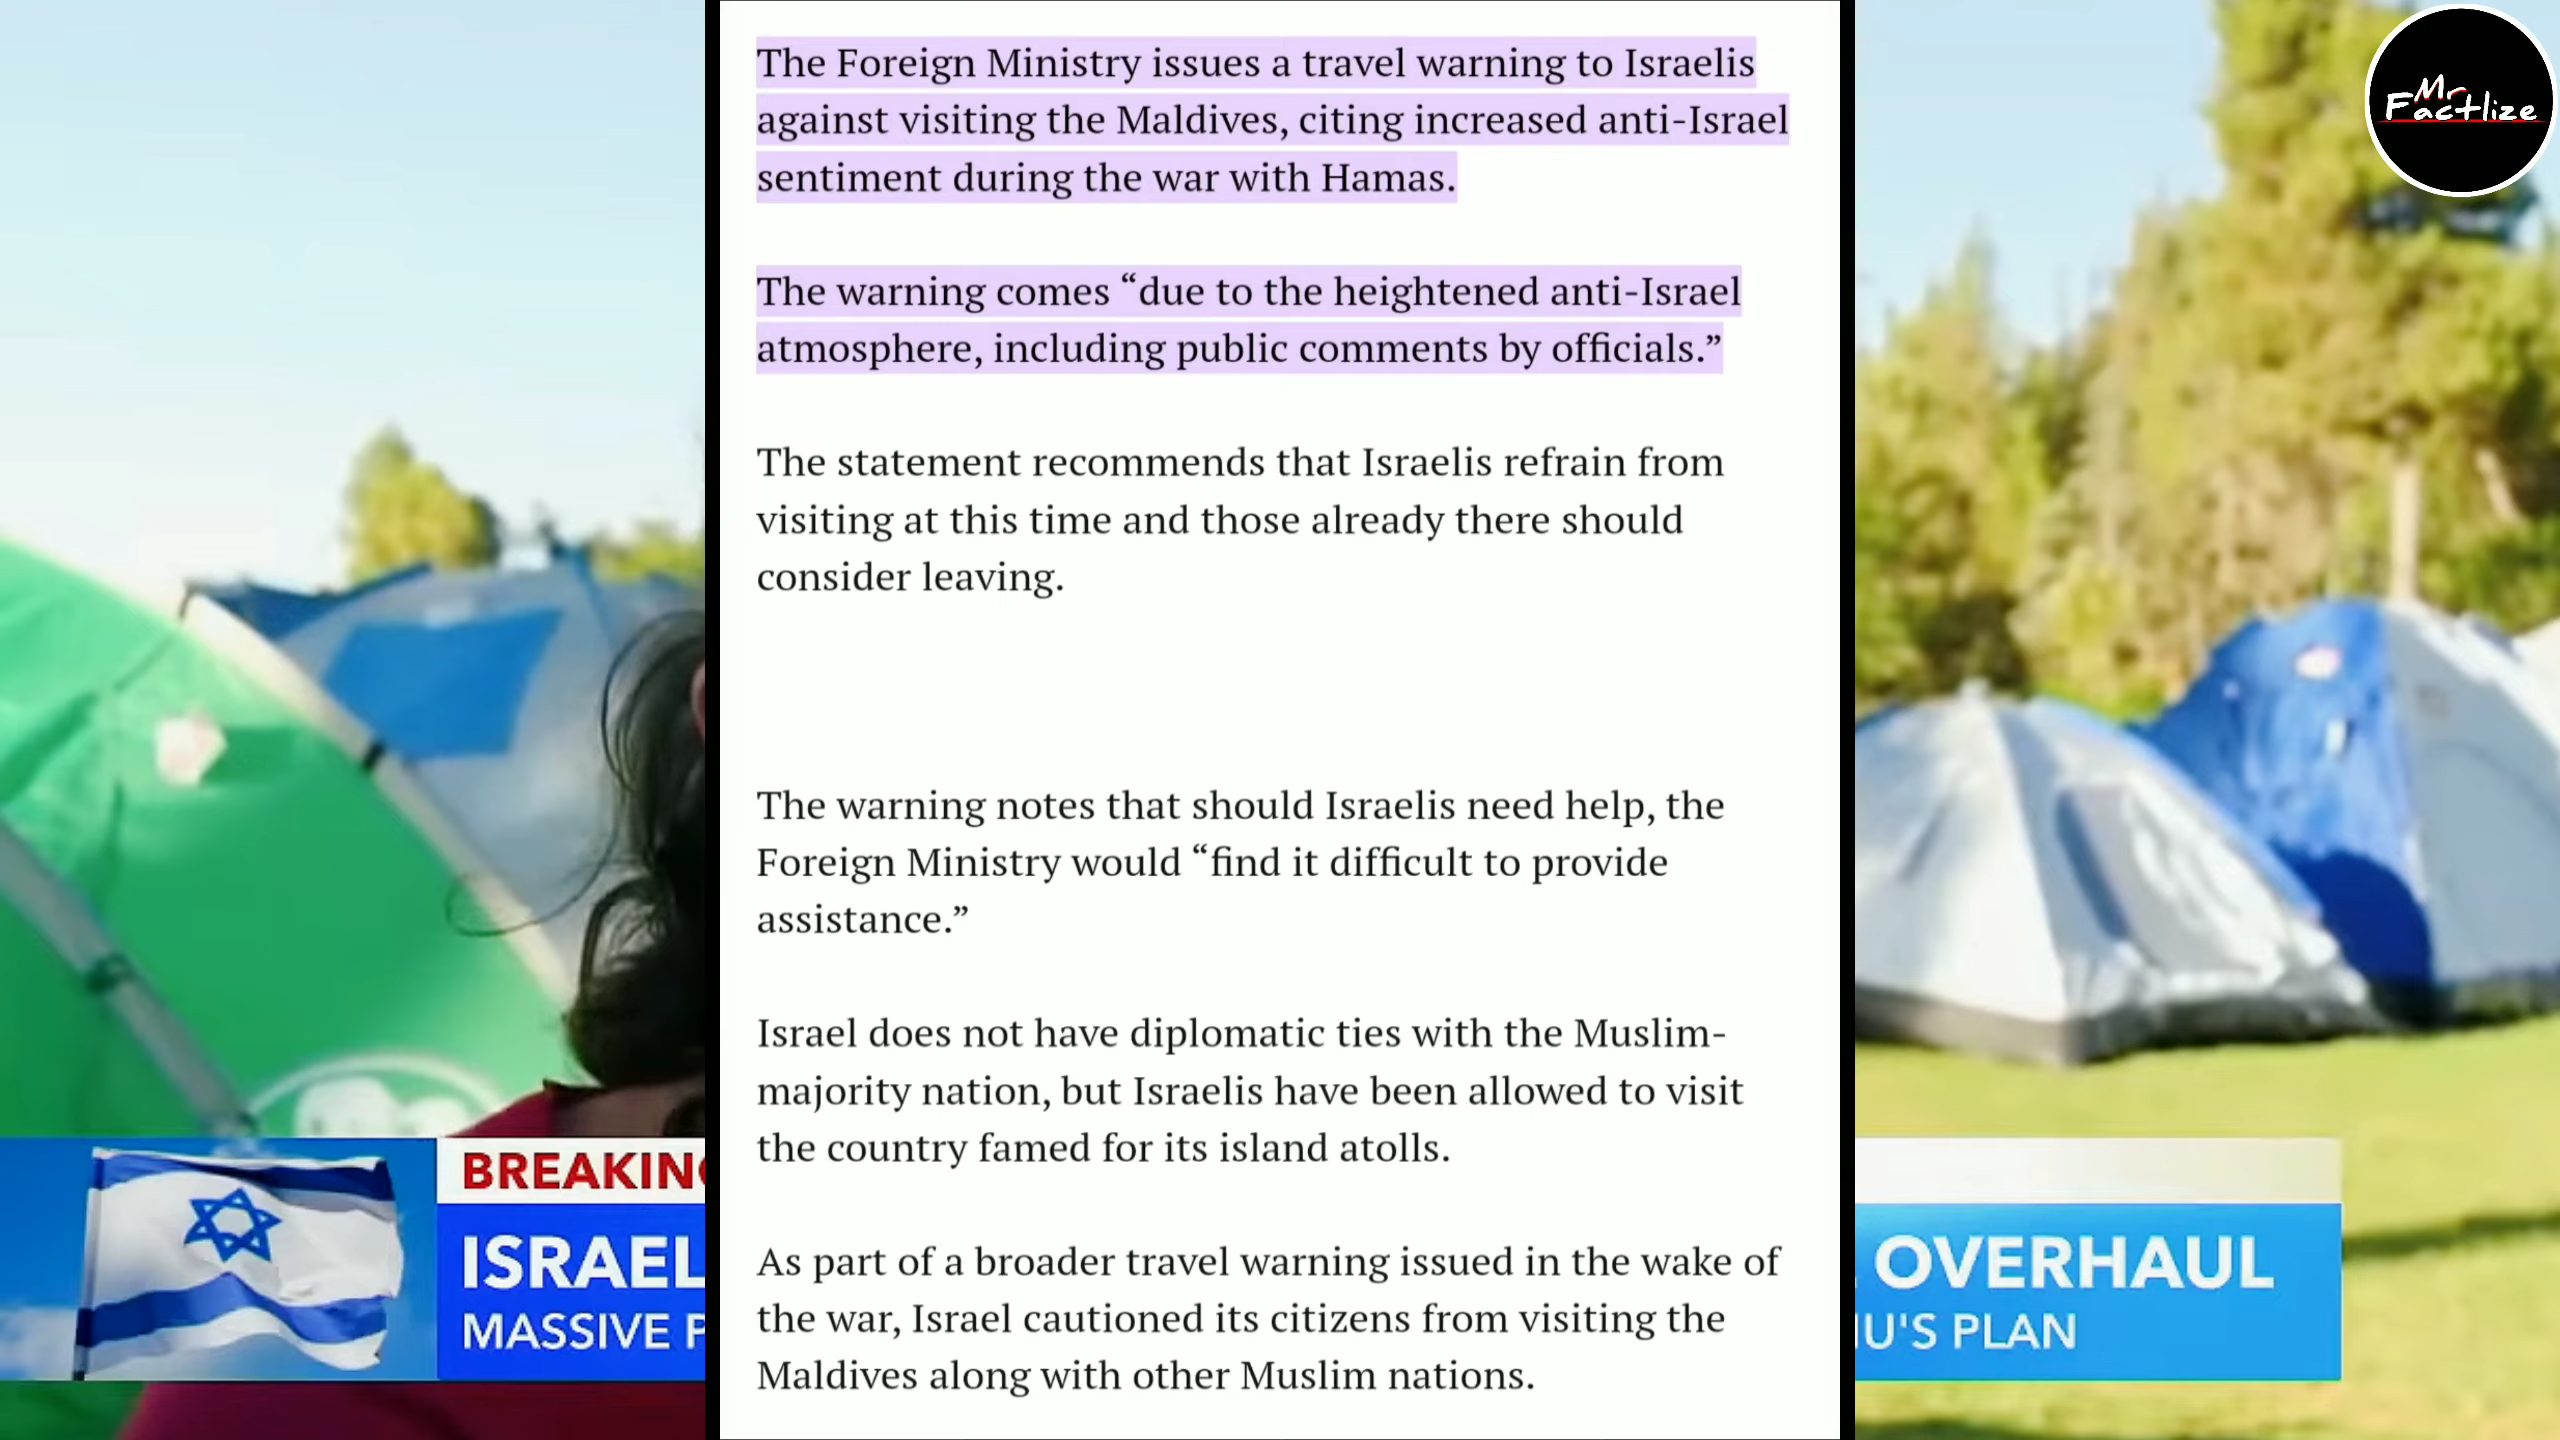 Mr
Factlize
The Foreign Ministry issues a travel warning to Israelis
against visiting the Maldives, citing increased anti-Israel
sentiment during the war with Hamas.
The warning comes “due to the heightened anti-Israel
atmosphere, including public comments by officials.”
The statement recommends that Israelis refrain from
visiting at this time and those already there should
consider leaving.
The warning notes that should Israelis need help, the
Foreign Ministry would “find it difficult to provide
assistance.”
Israel does not have diplomatic ties with the Muslim-
majority nation, but Israelis have been allowed to visit
the country famed for its island atolls.
As part of a broader travel warning issued in the wake of
the war, Israel cautioned its citizens from visiting the
Maldives along with other Muslim nations.
BREAKING
ISRAEL
MASSIVE P
OVERHAUL
U'S PLAN